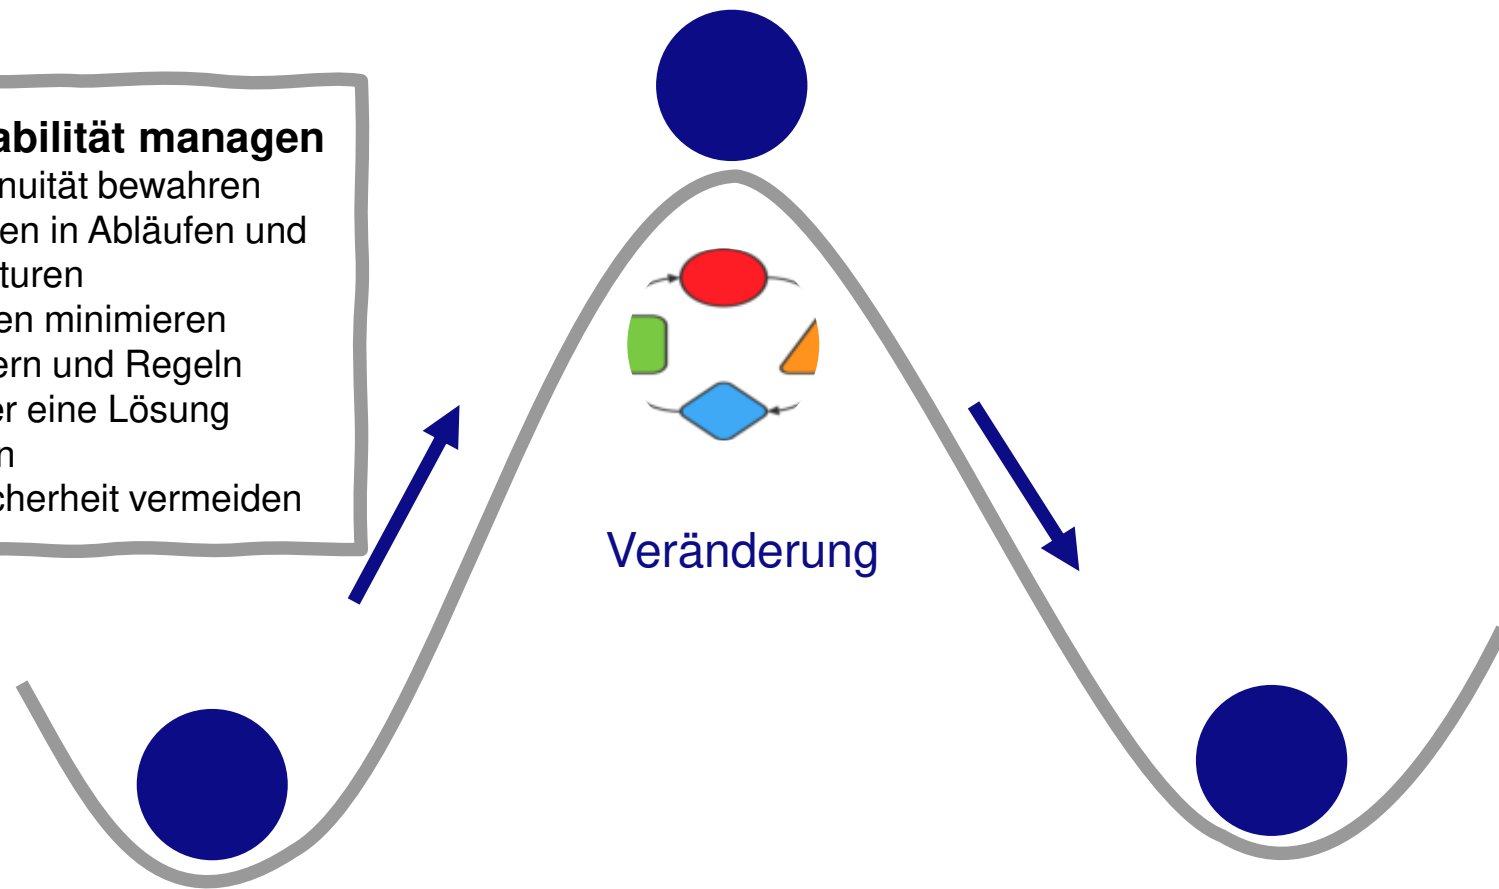 abilität managen
nuität bewahren
en in Abläufen und
turen
en minimieren
ern und Regeln
er eine Lösung
n
cherheit vermeiden
Veränderung